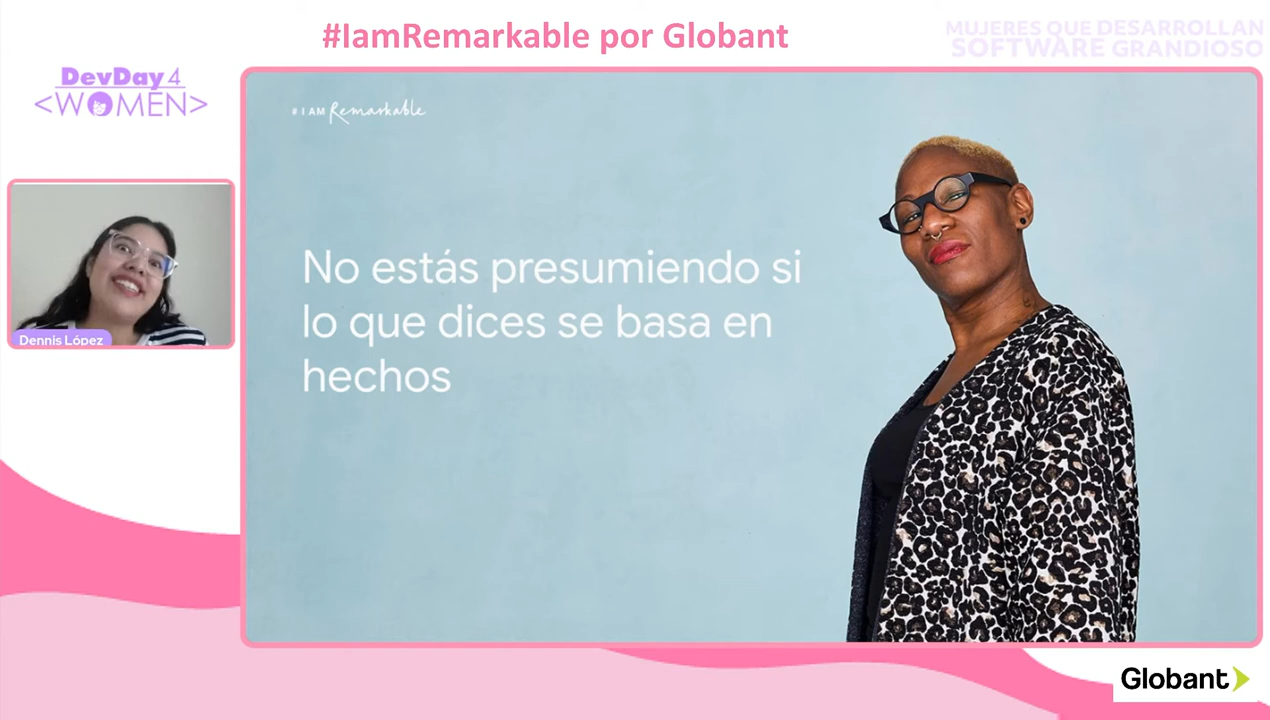 #IamRemarkable por Globant
MUJERES QUE DESARROLLAN
SOFTWARE GRANDIOSO
DevDay4
<WOMEN>
#IAM Remarkable
No estás presumiendo si
lo que dices se basa en
hechos
Dennis López
Globant